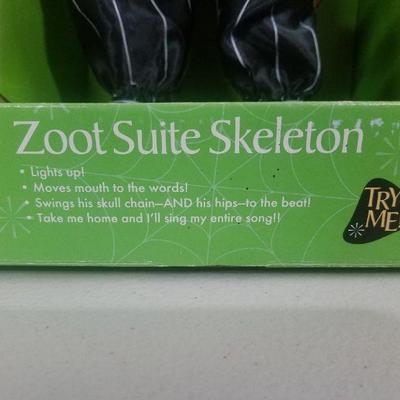 Zoot Suite Skeleton
• Lights up!
• Moves mouth to the words!
• Swings his skull chain—AND his hips—to the beat!
• Take me home and I'll sing my entire song!!
TRY
ME!